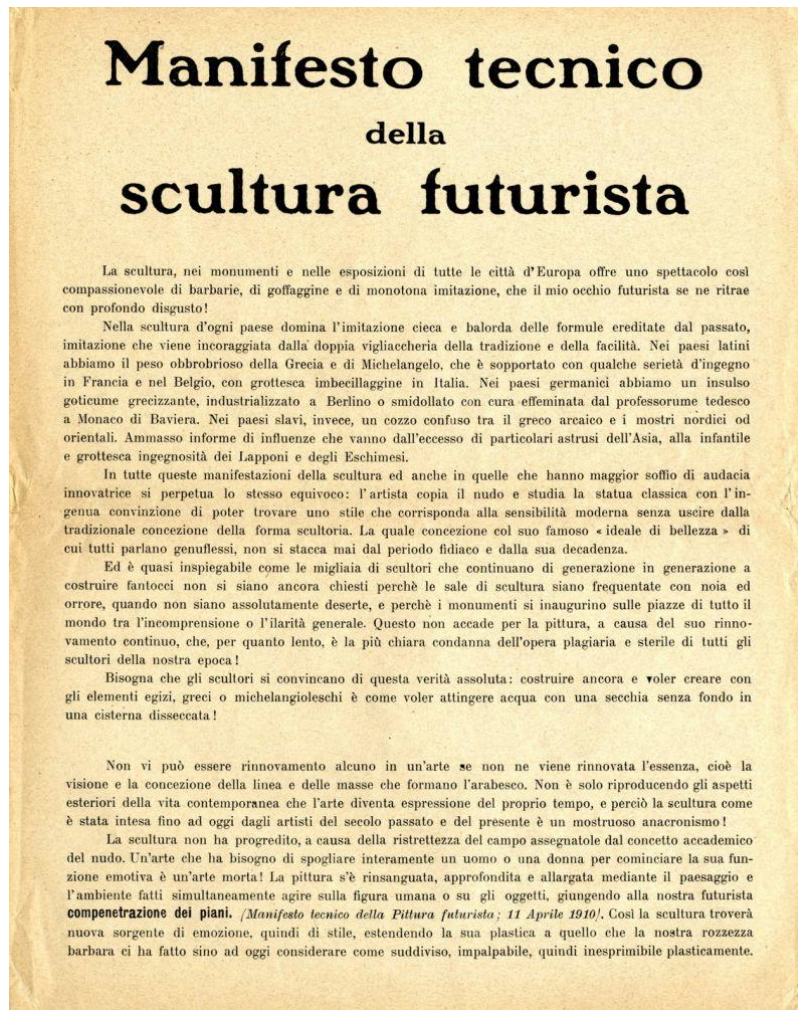 Manifesto tecnico
della
scultura futurista
La scultura, nei monumenti e nelle esposizioni di tutte le città d'Europa offre uno spettacolo così
compassionevole di barbarie, di goffaggine e di monotona imitazione, che il mio occhio futurista se ne ritrae
con profondo disgusto!
Nella scultura d'ogni paese domina l'imitazione cieca e balorda delle formule ereditate dal passato,
imitazione che viene incoraggiata dalla doppia vigliaccheria della tradizione e della facilità. Nei paesi latini
abbiamo il peso obbrobrioso della Grecia e di Michelangelo, che è sopportato con qualche serietà d'ingegno
in Francia e nel Belgio, con grottesca imbecillaggine in Italia. Nei paesi germanici abbiamo un insulso
goticume grecizzante, industrializzato a Berlino o smidollato con cura effeminata dal professorume tedesco
a Monaco di Baviera. Nei paesi slavi, invece, un cozzo confuso tra il greco arcaico e i mostri nordici od
orientali. Ammasso informe di influenze che vanno dall'eccesso di particolari astrusi dell'Asia, alla infantile
e grottesca ingegnosità dei Lapponi e degli Eschimesi.
In tutte queste manifestazioni della scultura ed anche in quelle che hanno maggior soffio di audacia
innovatrice si perpetua lo stesso equivoco: l'artista copia il nudo e studia la statua classica con l'in-
genua convinzione di poter trovare uno stile che corrisponda alla sensibilità moderna senza uscire dalla
tradizionale concezione della forma scultoria. La quale concezione col suo famoso « ideale di bellezza » di
cui tutti parlano genuflessi, non si stacca mai dal periodo fidiaco e dalla sua decadenza.
Ed è quasi inspiegabile come le migliaia di scultori che continuano di generazione in generazione a
costruire fantocci non si siano ancora chiesti perchè le sale di scultura siano frequentate con noia ed
orrore, quando non siano assolutamente deserte, e perchè i monumenti si inaugurino sulle piazze di tutto il
mondo tra l'incomprensione o l'ilarità generale. Questo non accade per la pittura, a causa del suo rinno-
vamento continuo, che, per quanto lento, è la più chiara condanna dell'opera plagiaria e sterile di tutti gli
scultori della nostra epoca!
Bisogna che gli scultori si convincano di questa verità assoluta: costruire ancora e voler creare con
gli elementi egizi, greci o michelangioleschi è come voler attingere acqua con una secchia senza fondo in
una cisterna disseccata!
Non vi può essere rinnovamento alcuno in un'arte se non ne viene rinnovata l'essenza, cioè la
visione e la concezione della linea e delle masse che formano l'arabesco. Non è solo riproducendo gli aspetti
esteriori della vita contemporanea che l'arte diventa espressione del proprio tempo, e perciò la scultura come
è stata intesa fino ad oggi dagli artisti del secolo passato e del presente è un mostruoso anacronismo!
La scultura non ha progredito, a causa della ristrettezza del campo assegnatole dal concetto accademico
del nudo. Un'arte che ha bisogno di spogliare interamente un uomo o una donna per cominciare la sua fun-
zione emotiva è un'arte morta! La pittura s'è rinsanguata, approfondita e allargata mediante il paesaggio e
l'ambiente fatti simultaneamente agire sulla figura umana o su gli oggetti, giungendo alla nostra futurista
compenetrazione dei piani. (Manifesto tecnico della Pittura futurista; 11 Aprile 1910). Così la scultura troverà
nuova sorgente di emozione, quindi di stile, estendendo la sua plastica a quello che la nostra rozzezza
barbara ci ha fatto sino ad oggi considerare come suddiviso, impalpabile, quindi inesprimibile plasticamente.